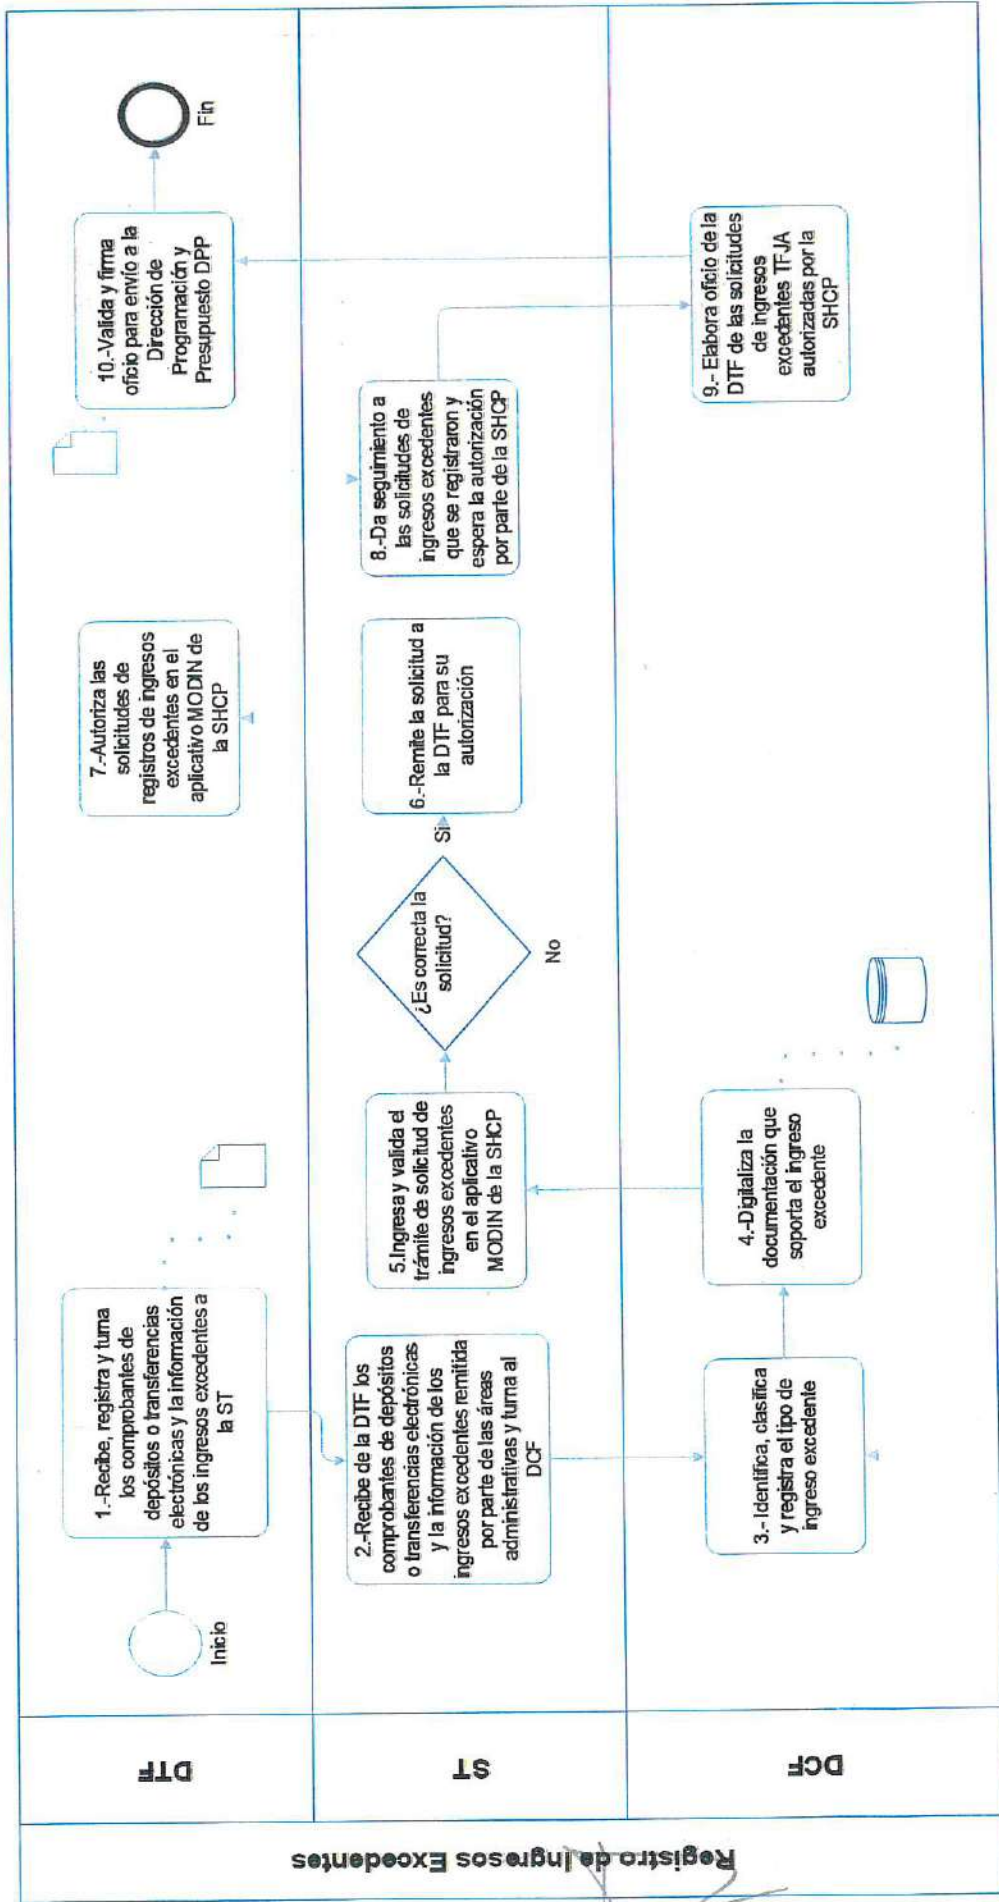 Registro de Ingresos Excedentes
DTF
Inicio
1.-Recibe, registra y turna
los comprobantes de
depósitos o transferencias
electrónicas y la información
de los ingresos excedentes a
la ST
7.-Autoriza las
solicitudes de
registros de ingresos
excedentes en el
aplicativo MODIN de
la SHCP
10.-Valida y firma
oficio para envío a la
Dirección de
Programación y
Presupuesto DPP
Fin
ST
2.-Recibe de la DTF los
comprobantes de depósitos
o transferencias electrónicas
y la información de los
ingresos excedentes remitida
por parte de las áreas
administrativas y turna al
DCF
5.Ingresa y valida el
trámite de solicitud de
ingresos excedentes
en el aplicativo
MODIN de la SHCP
¿Es correcta la
solicitud?
Si
No
6.-Remite la solicitud a
la DTF para su
autorización
8.-Da seguimiento a
las solicitudes de
ingresos excedentes
que se registraron y
espera la autorización
por parte de la SHCP
DCF
3.- Identifica, clasifica
y registra el tipo de
ingreso excedente
4.-Digitaliza la
documentación que
soporta el ingreso
excedente
9.- Elabora oficio de la
DTF de las solicitudes
de ingresos
excedentes TFJA
autorizadas por la
SHCP